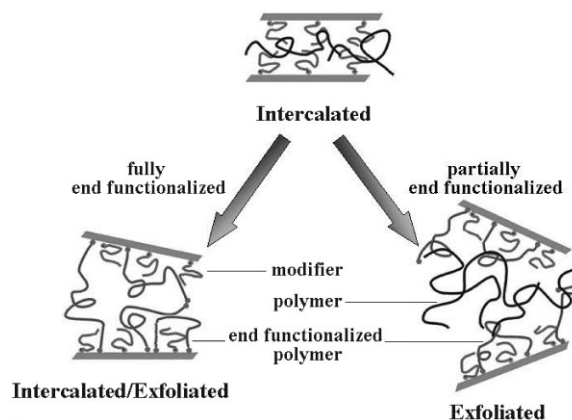 Intercalated
fully
end functionalized
partially
end functionalized
modifier
polymer
end functionalized
polymer
Intercalated/Exfoliated
Exfoliated